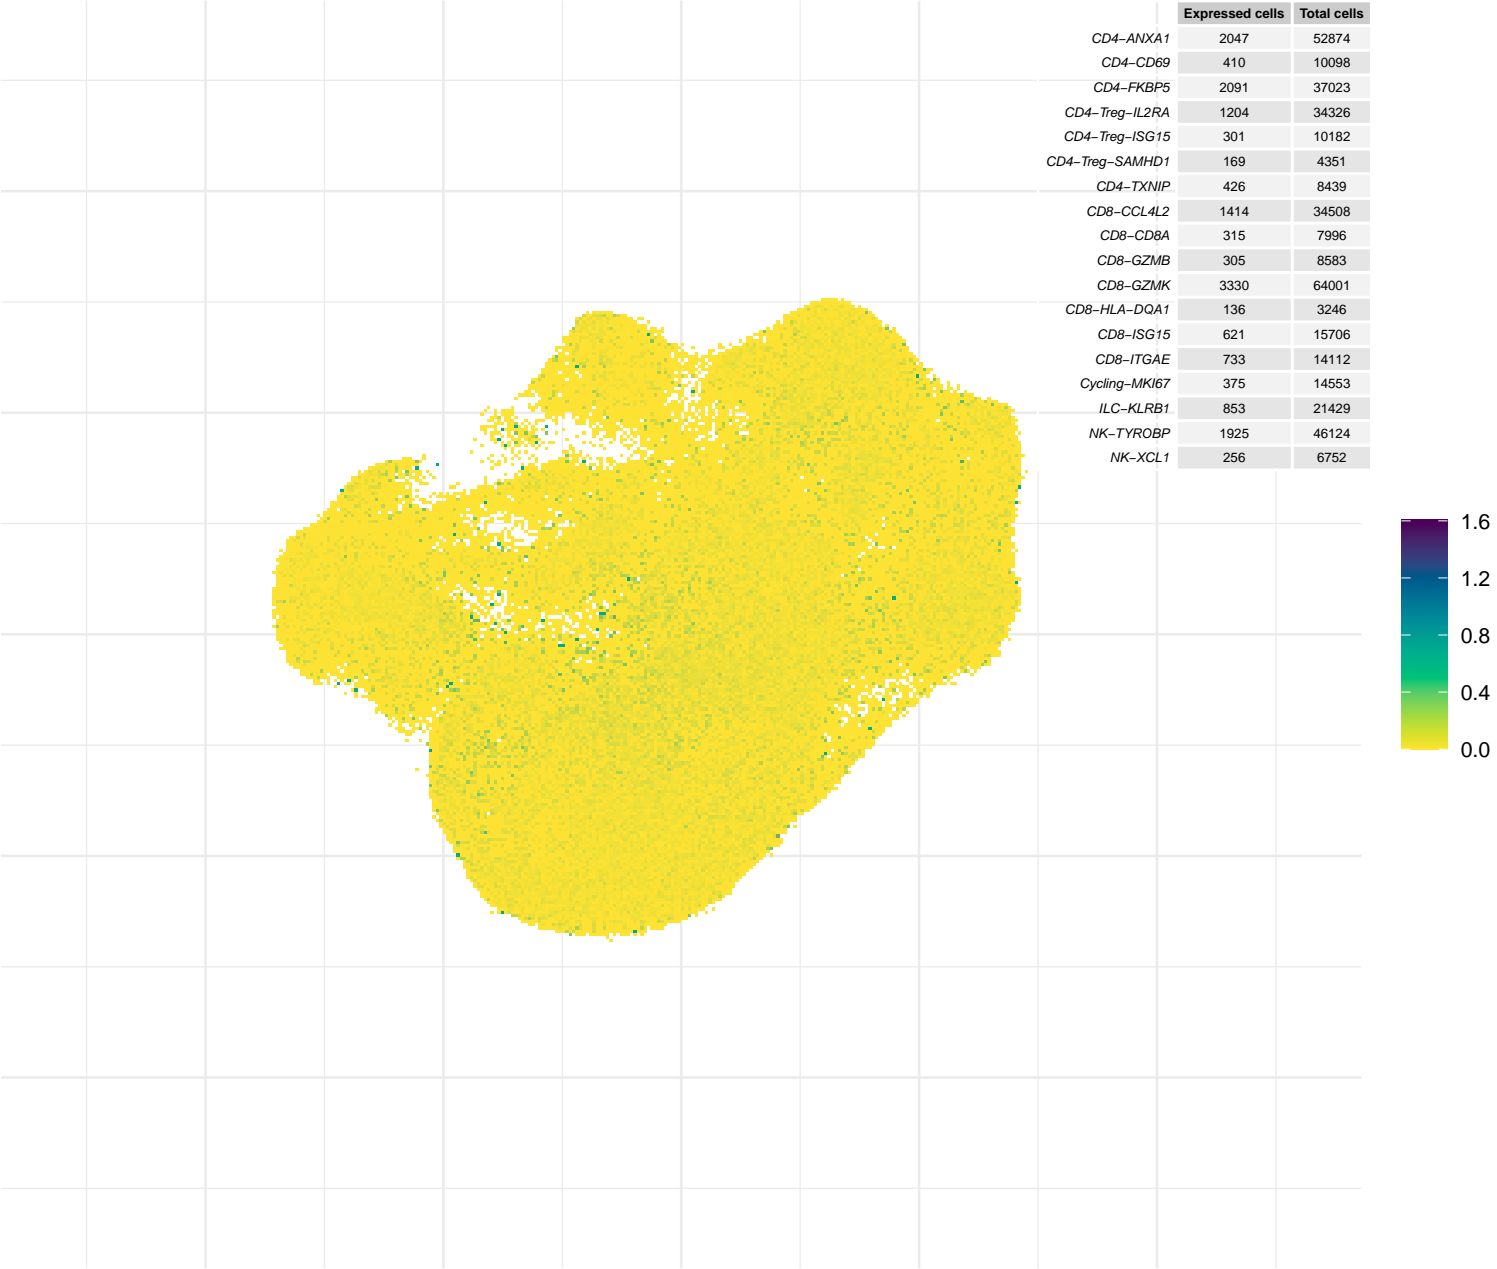 Expressed cells Total cells
CD4−ANXA1 2047 52874
CD4−CD69 410 10098
CD4−FKBP5 2091 37023
CD4−Treg−IL2RA 1204 34326
CD4−Treg−ISG15 301 10182
CD4−Treg−SAMHD1 169 4351
CD4−TXNIP 426 8439
CD8−CCL4L2 1414 34508
CD8−CD8A 315 7996
CD8−GZMB 305 8583
CD8−GZMK 3330 64001
CD8−HLA−DQA1 136 3246
CD8−ISG15 621 15706
CD8−ITGAE 733 14112
Cycling−MKI67 375 14553
ILC−KLRB1 853 21429
NK−TYROBP 1925 46124
NK−XCL1 256 6752
1.6
1.2
0.8
0.4
0.0